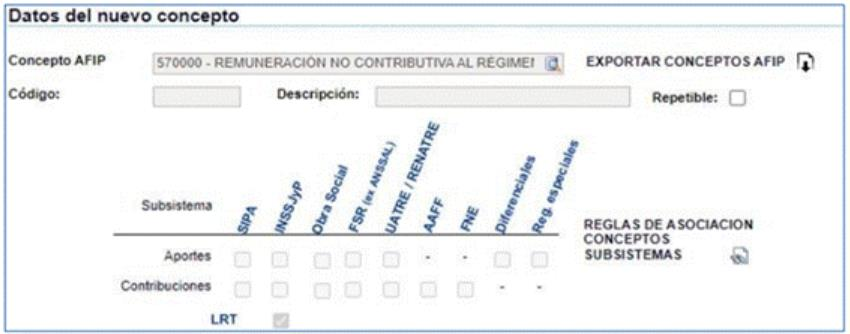 Datos del nuevo concepto
Concepto AFIP 570000 - REMUNERACIÓN NO CONTRIBUTIVA AL RÉGIMEI EXPORTAR CONCEPTOS AFIP
Código: Descripción: Repetible:
Subsistema SIPA INSSJyP Obra Social FSR (ex ANSSAL) UATRE / RENATRE AAFF FNE Diferenciales Reg. especiales
REGLAS DE ASOCIACION
CONCEPTOS
SUBSISTEMAS
Aportes - -
Contribuciones - -
LRT